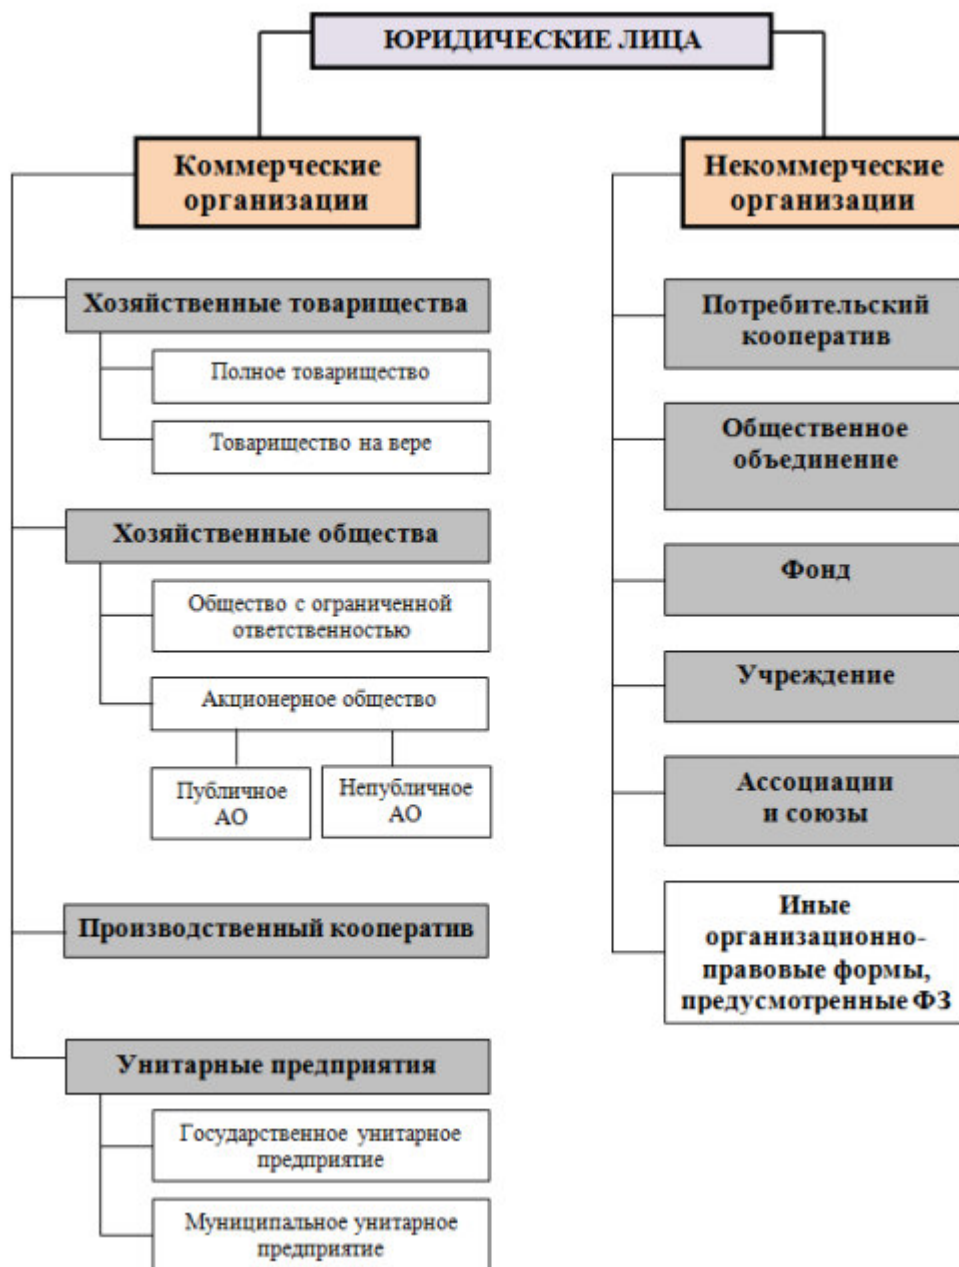 ЮРИДИЧЕСКИЕ ЛИЦА
Коммерческие
организации
Хозяйственные товарищества
Полное товарищество
Товарищество на вере
Хозяйственные общества
Общество с ограниченной
ответственностью
Акционерное общество
Публичное
АО
Непубличное
АО
Производственный кооператив
Унитарные предприятия
Государственное унитарное
предприятие
Муниципальное унитарное
предприятие
Некоммерческие
организации
Потребительский
кооператив
Общественное
объединение
Фонд
Учреждение
Ассоциации
и союзы
Иные
организационно-
правовые формы,
предусмотренные ФЗ